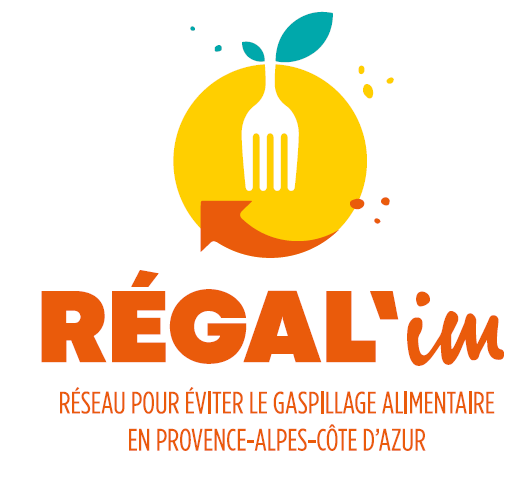 RÉGAL'im
RÉSEAU POUR ÉVITER LE GASPILLAGE ALIMENTAIRE
EN PROVENCE-ALPES-CÔTE D'AZUR